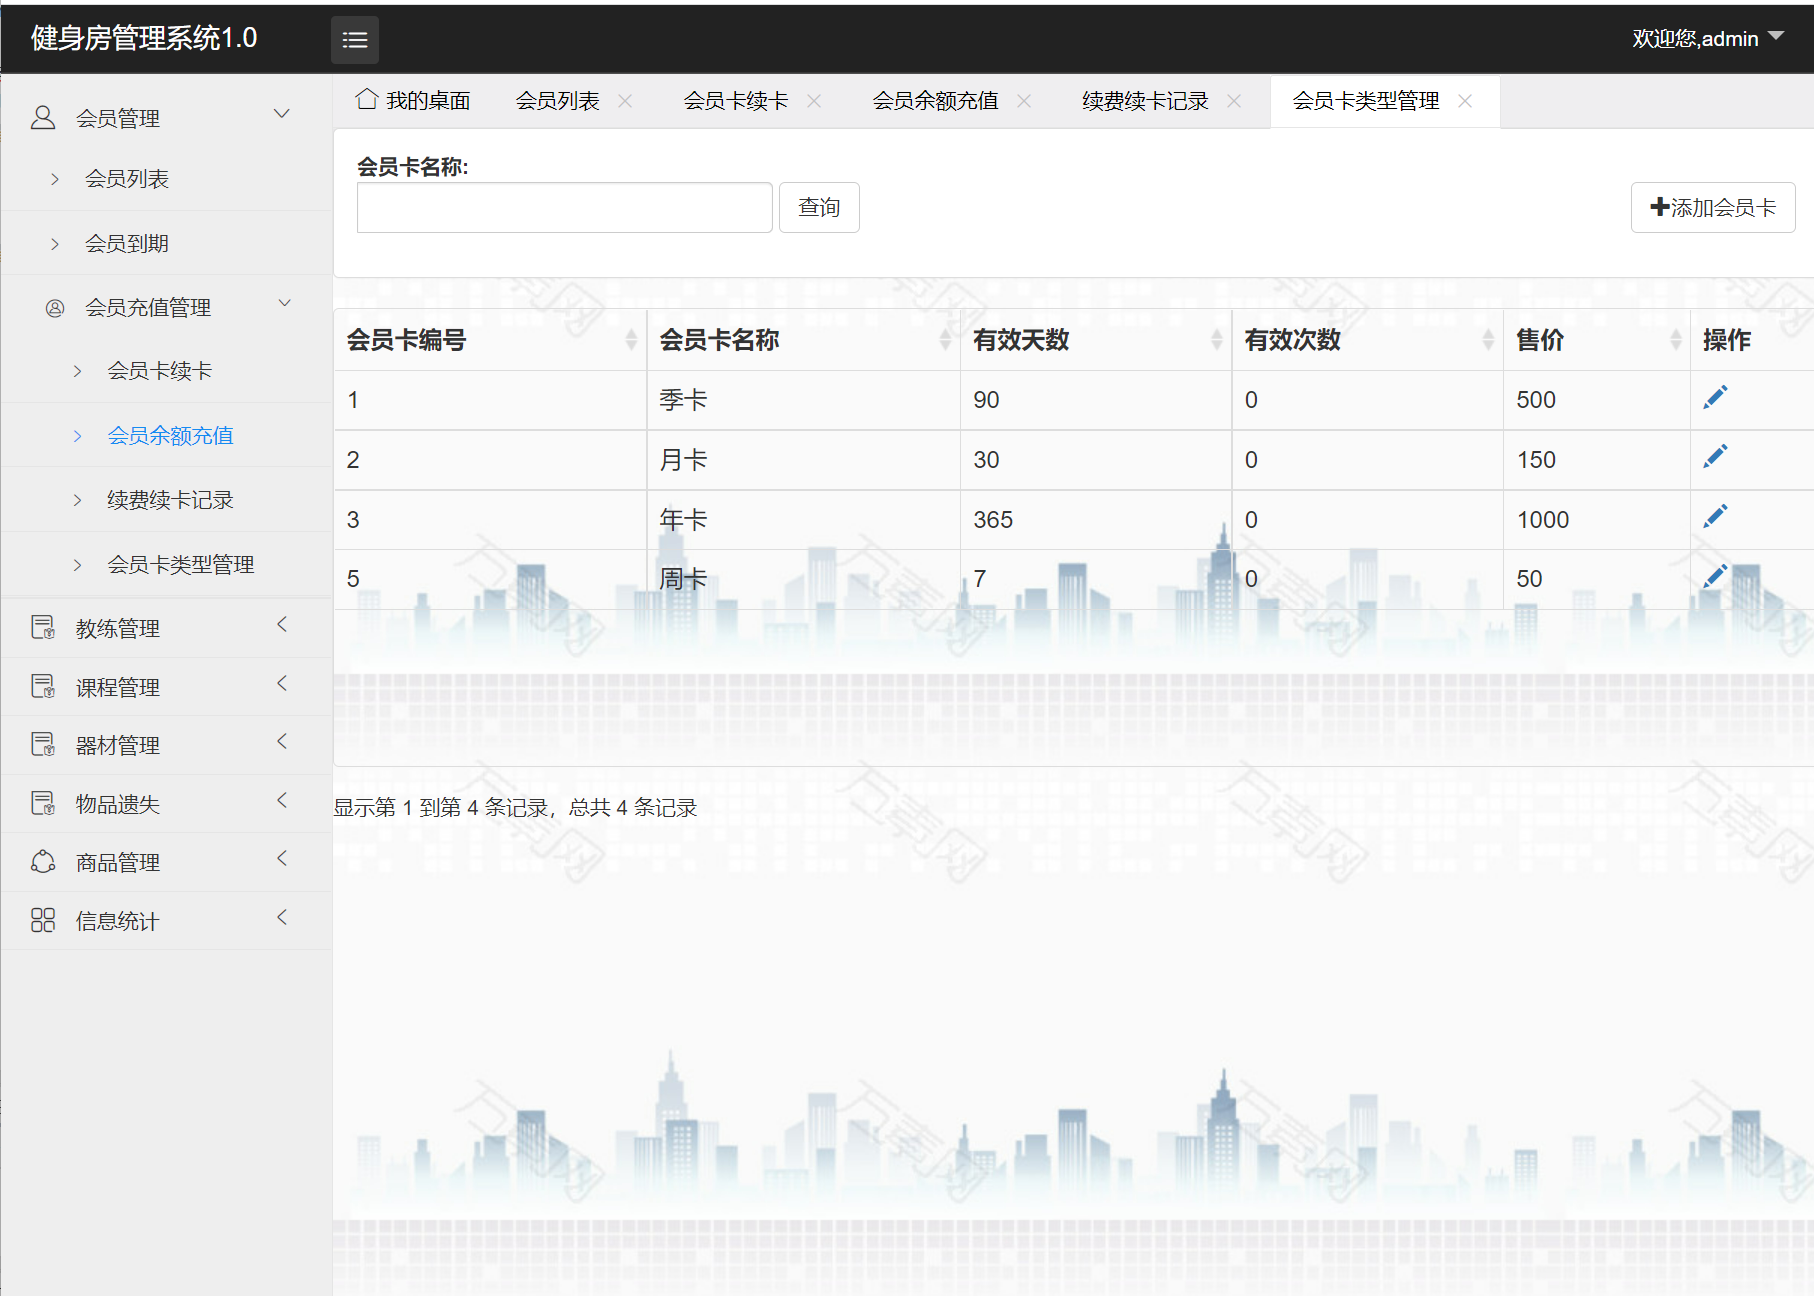 健身房管理系统1.0
欢迎您,admin
会员管理
会员列表
会员到期
会员充值管理
会员卡续卡
会员余额充值
续费续卡记录
会员卡类型管理
教练管理
课程管理
器材管理
物品遗失
商品管理
信息统计
我的桌面 会员列表 会员卡续卡 会员余额充值 续费续卡记录 会员卡类型管理
会员卡名称:
查询
添加会员卡
会员卡编号 会员卡名称 有效天数 有效次数 售价 操作
1 季卡 90 0 500
2 月卡 30 0 150
3 年卡 365 0 1000
5 周卡 7 0 50
显示第 1 到第 4 条记录，总共 4 条记录